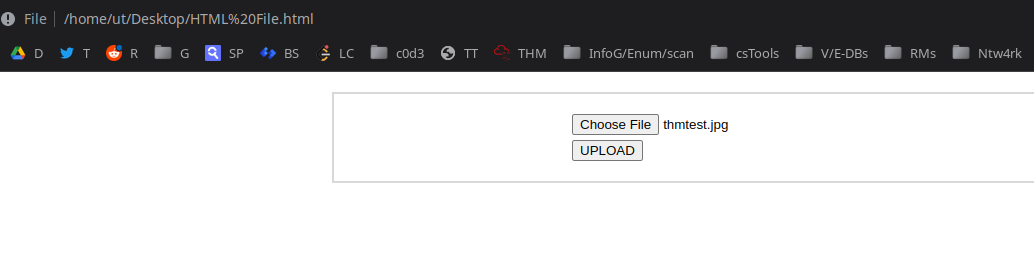 File /home/ut/Desktop/HTML%20File.html
D T R G SP BS LC c0d3 TT THM InfoG/Enum/scan csTools V/E-DBs RMs Ntw4rk
Choose File thmtest.jpg
UPLOAD